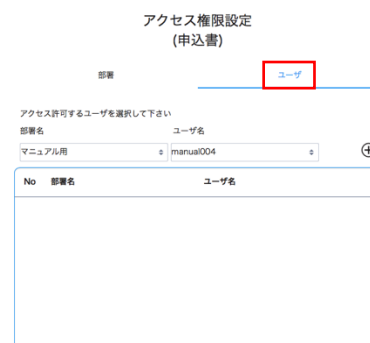 アクセス権限設定
(申込書)
部署 ユーザ
アクセス許可するユーザを選択して下さい
部署名 ユーザ名
マニュアル用 manual004
No 部署名 ユーザ名